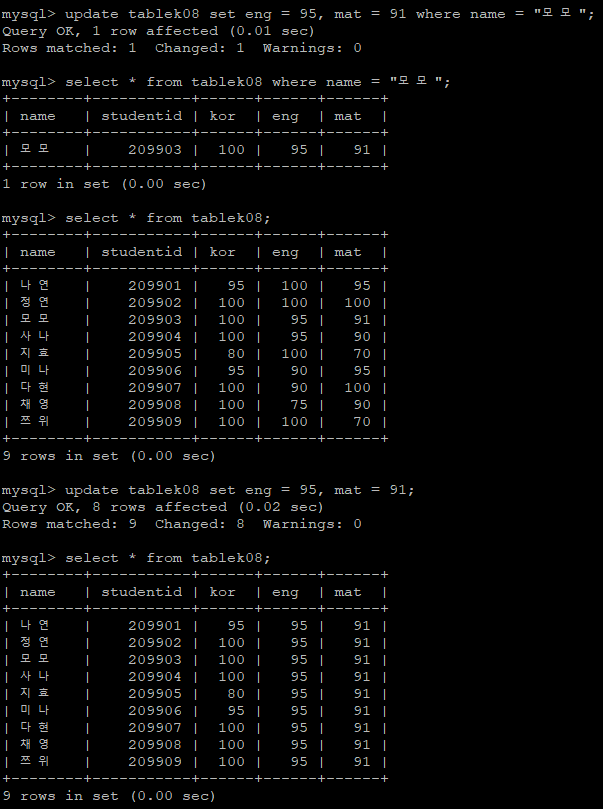 mysql> update tablek08 set eng = 95, mat = 91 where name = "모모";
Query OK, 1 row affected (0.01 sec)
Rows matched: 1  Changed: 1  Warnings: 0

mysql> select * from tablek08 where name = "모모";
+--------+-----------+------+------+------+
| name   | studentid | kor  | eng  | mat  |
+--------+-----------+------+------+------+
| 모모   |    209903 |  100 |   95 |   91 |
+--------+-----------+------+------+------+
1 row in set (0.00 sec)

mysql> select * from tablek08;
+--------+-----------+------+------+------+
| name   | studentid | kor  | eng  | mat  |
+--------+-----------+------+------+------+
| 나연   |    209901 |   95 |  100 |   95 |
| 정연   |    209902 |  100 |  100 |  100 |
| 모모   |    209903 |  100 |   95 |   91 |
| 사나   |    209904 |  100 |   95 |   90 |
| 지효   |    209905 |   80 |  100 |   70 |
| 미나   |    209906 |   95 |   90 |   95 |
| 다현   |    209907 |  100 |   90 |  100 |
| 채영   |    209908 |  100 |   75 |   90 |
| 쯔위   |    209909 |  100 |  100 |   70 |
+--------+-----------+------+------+------+
9 rows in set (0.00 sec)

mysql> update tablek08 set eng = 95, mat = 91;
Query OK, 8 rows affected (0.02 sec)
Rows matched: 9  Changed: 8  Warnings: 0

mysql> select * from tablek08;
+--------+-----------+------+------+------+
| name   | studentid | kor  | eng  | mat  |
+--------+-----------+------+------+------+
| 나연   |    209901 |   95 |   95 |   91 |
| 정연   |    209902 |  100 |   95 |   91 |
| 모모   |    209903 |  100 |   95 |   91 |
| 사나   |    209904 |  100 |   95 |   91 |
| 지효   |    209905 |   80 |   95 |   91 |
| 미나   |    209906 |   95 |   95 |   91 |
| 다현   |    209907 |  100 |   95 |   91 |
| 채영   |    209908 |  100 |   95 |   91 |
| 쯔위   |    209909 |  100 |   95 |   91 |
+--------+-----------+------+------+------+
9 rows in set (0.00 sec)